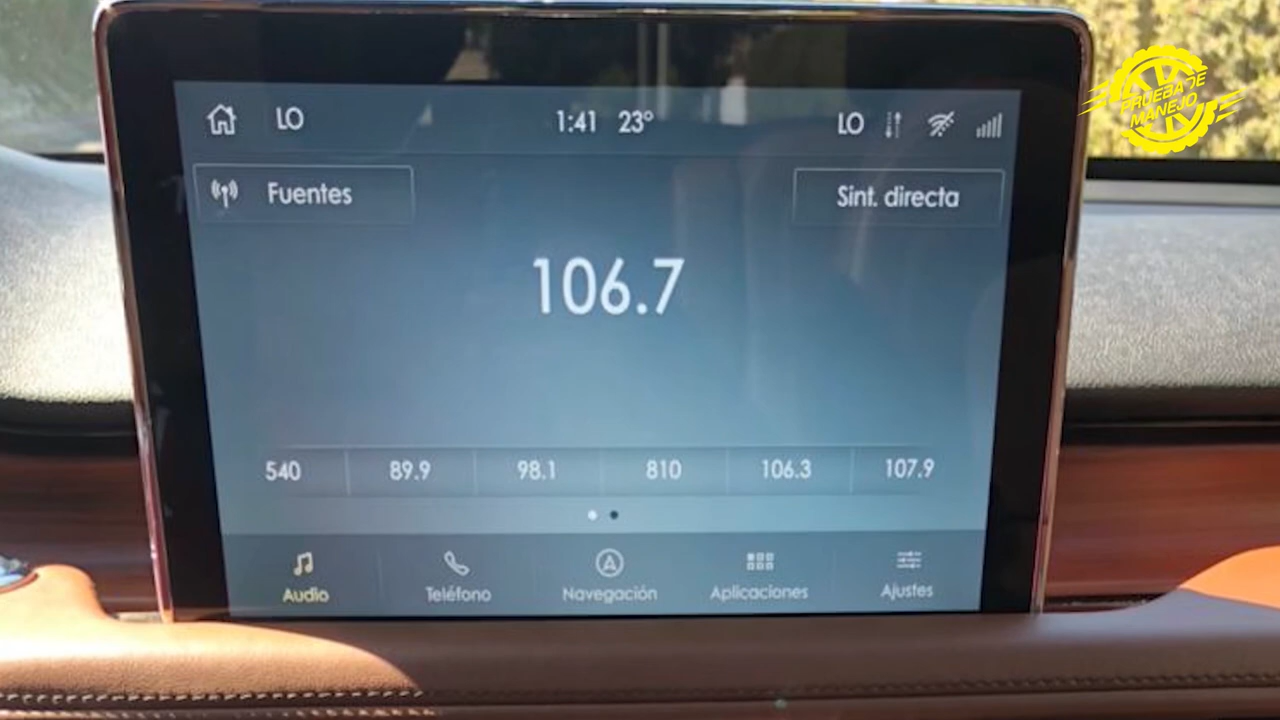 LO 1:41 23° LO
Fuentes Sint. directa
106.7
540 89.9 98.1 810 106.3 107.9
Audio Teléfono Navegación Aplicaciones Ajustes
PRUEBA DE
MANEJO